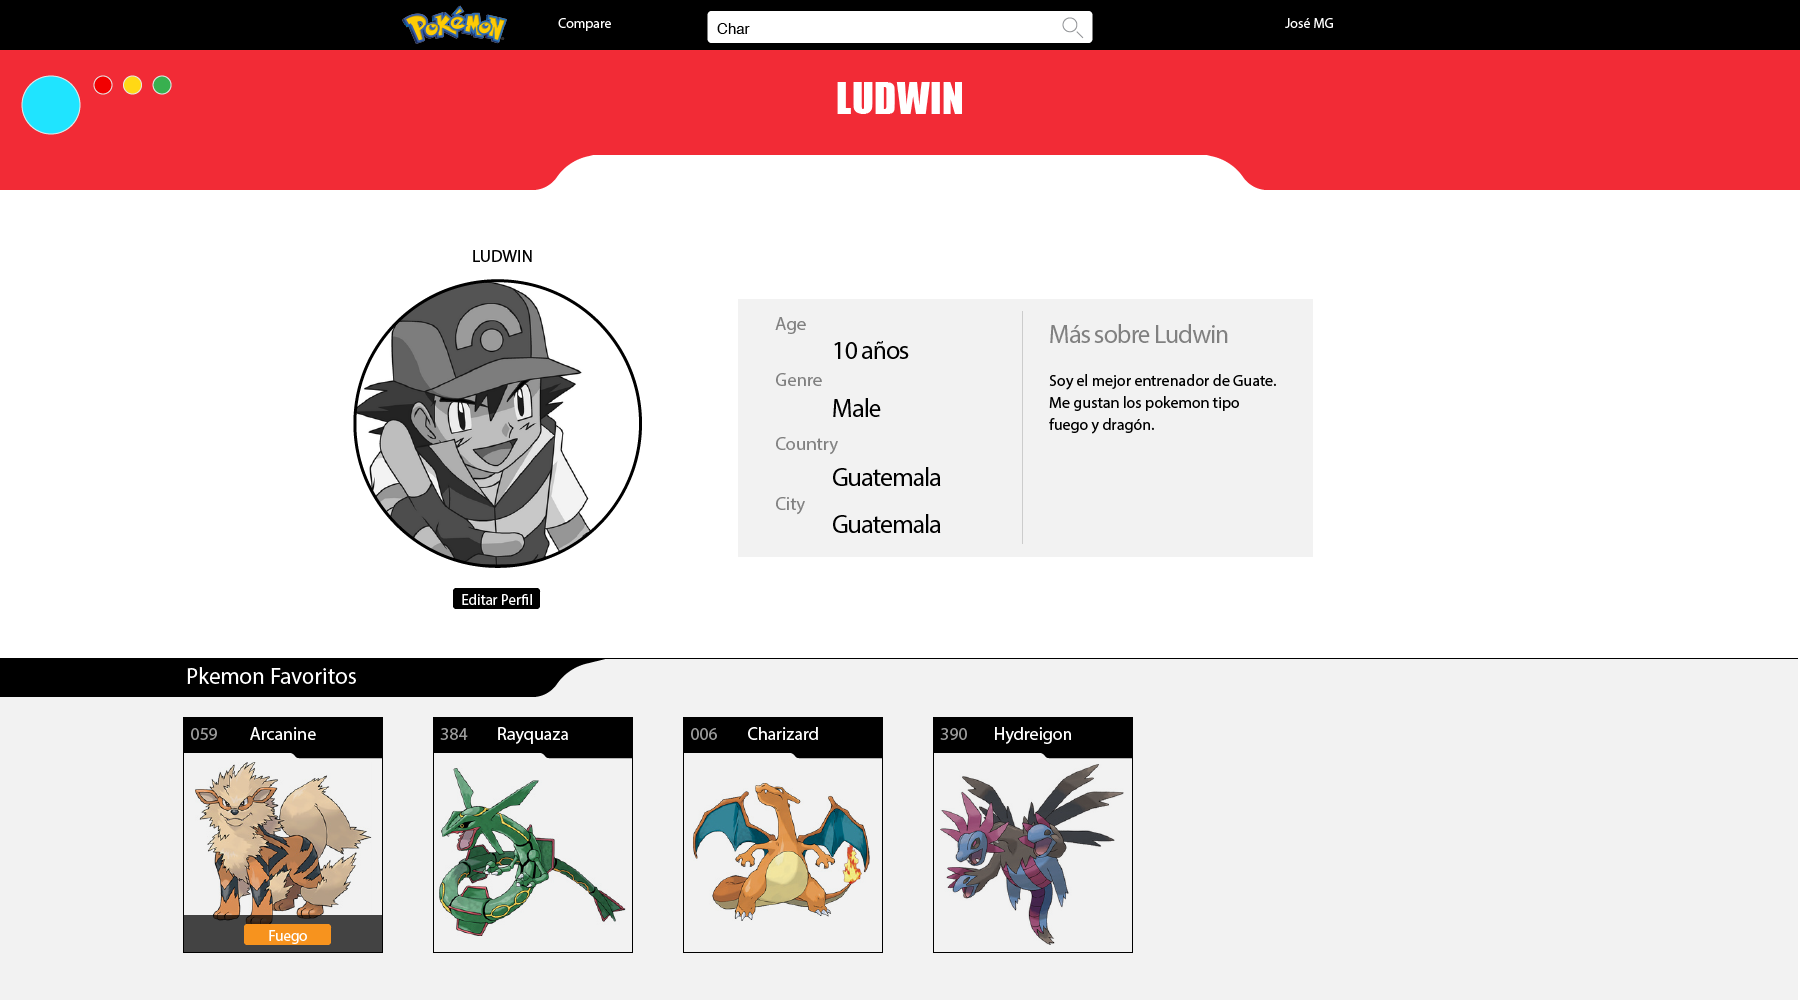 POKéMON
Compare
Char
José MG
LUDWIN
LUDWIN
Age
10 años
Genre
Male
Country
Guatemala
City
Guatemala
Más sobre Ludwin
Soy el mejor entrenador de Guate.
Me gustan los pokemon tipo
fuego y dragón.
Editar Perfil
Pkemon Favoritos
059 Arcanine
384 Rayquaza
006 Charizard
390 Hydreigon
Fuego